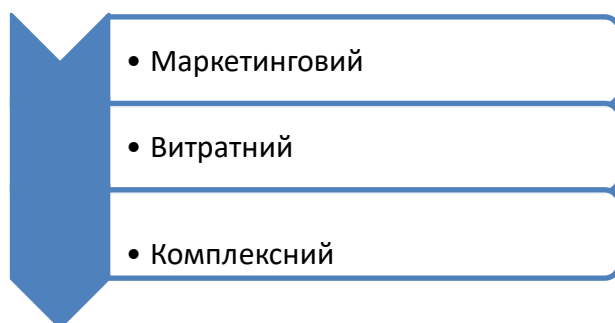 • Маркетинговий
• Витратний
• Комплексний